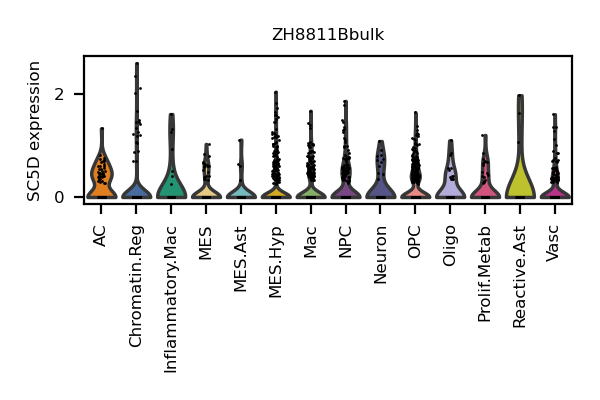 ZH8811Bbulk
SC5D expression
2
0
AC
Chromatin.Reg
Inflammatory.Mac
MES
MES.Ast
MES.Hyp
Mac
NPC
Neuron
OPC
Oligo
Prolif.Metab
Reactive.Ast
Vasc